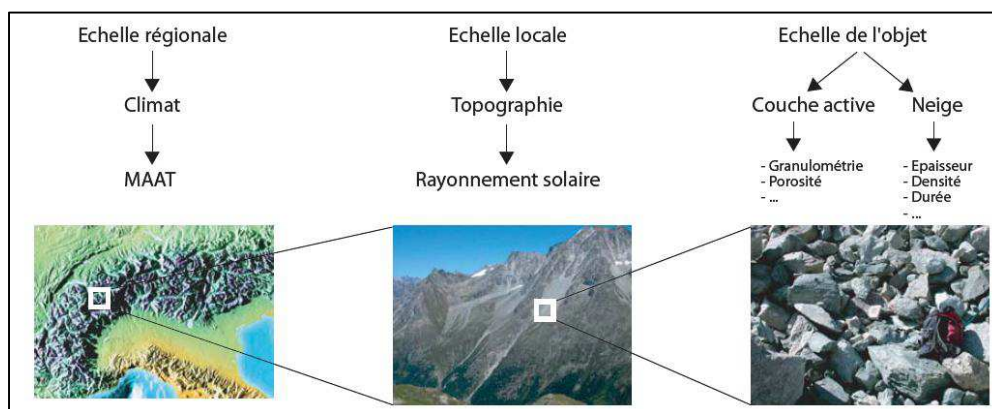 Echelle régionale
Climat
MAAT
Echelle locale
Topographie
Rayonnement solaire
Echelle de l'objet
Couche active
- Granulométrie
- Porosité
- ...
Neige
- Epaisseur
- Densité
- Durée
- ...